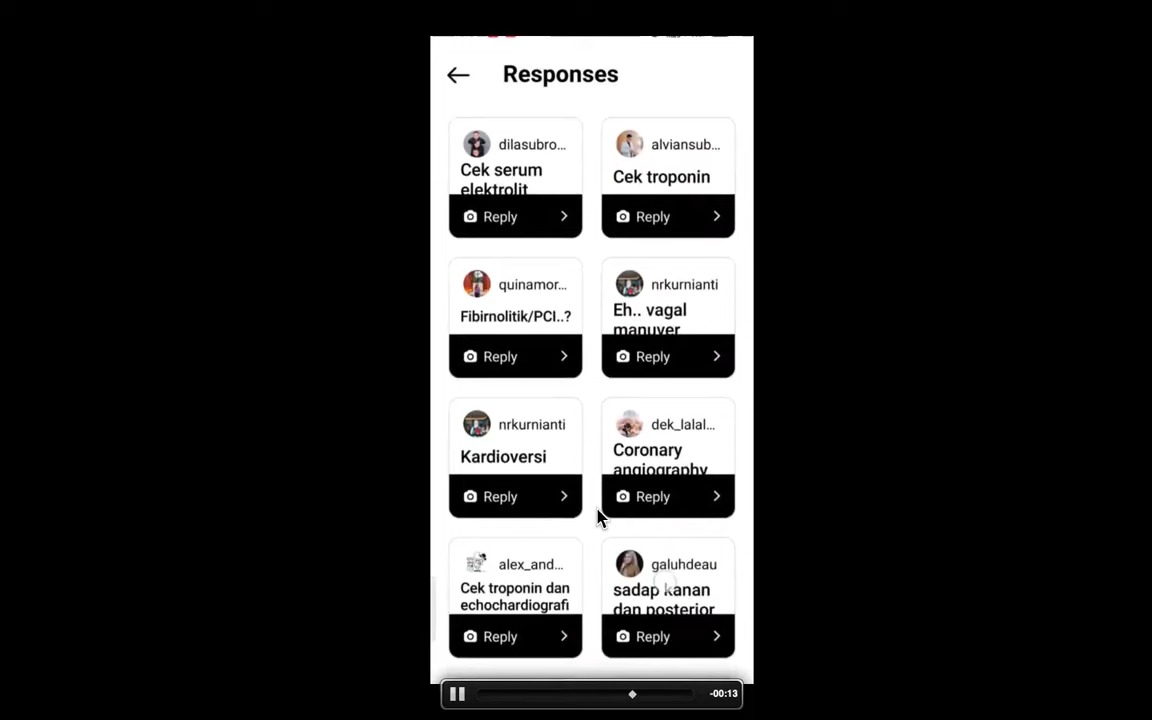 Responses
dilasubro...
Cek serum
elektrolit
Reply
alviansub...
Cek troponin
Reply
quinamor...
Fibirnolitik/PCI..?
Reply
nrkurnianti
Eh.. vagal
manuver
Reply
nrkurnianti
Kardioversi
Reply
dek_lalal...
Coronary
angiography
Reply
alex_and...
Cek troponin dan
echochardiografi
Reply
galuhdeau
sadap kanan
dan posterior
Reply
-00:13